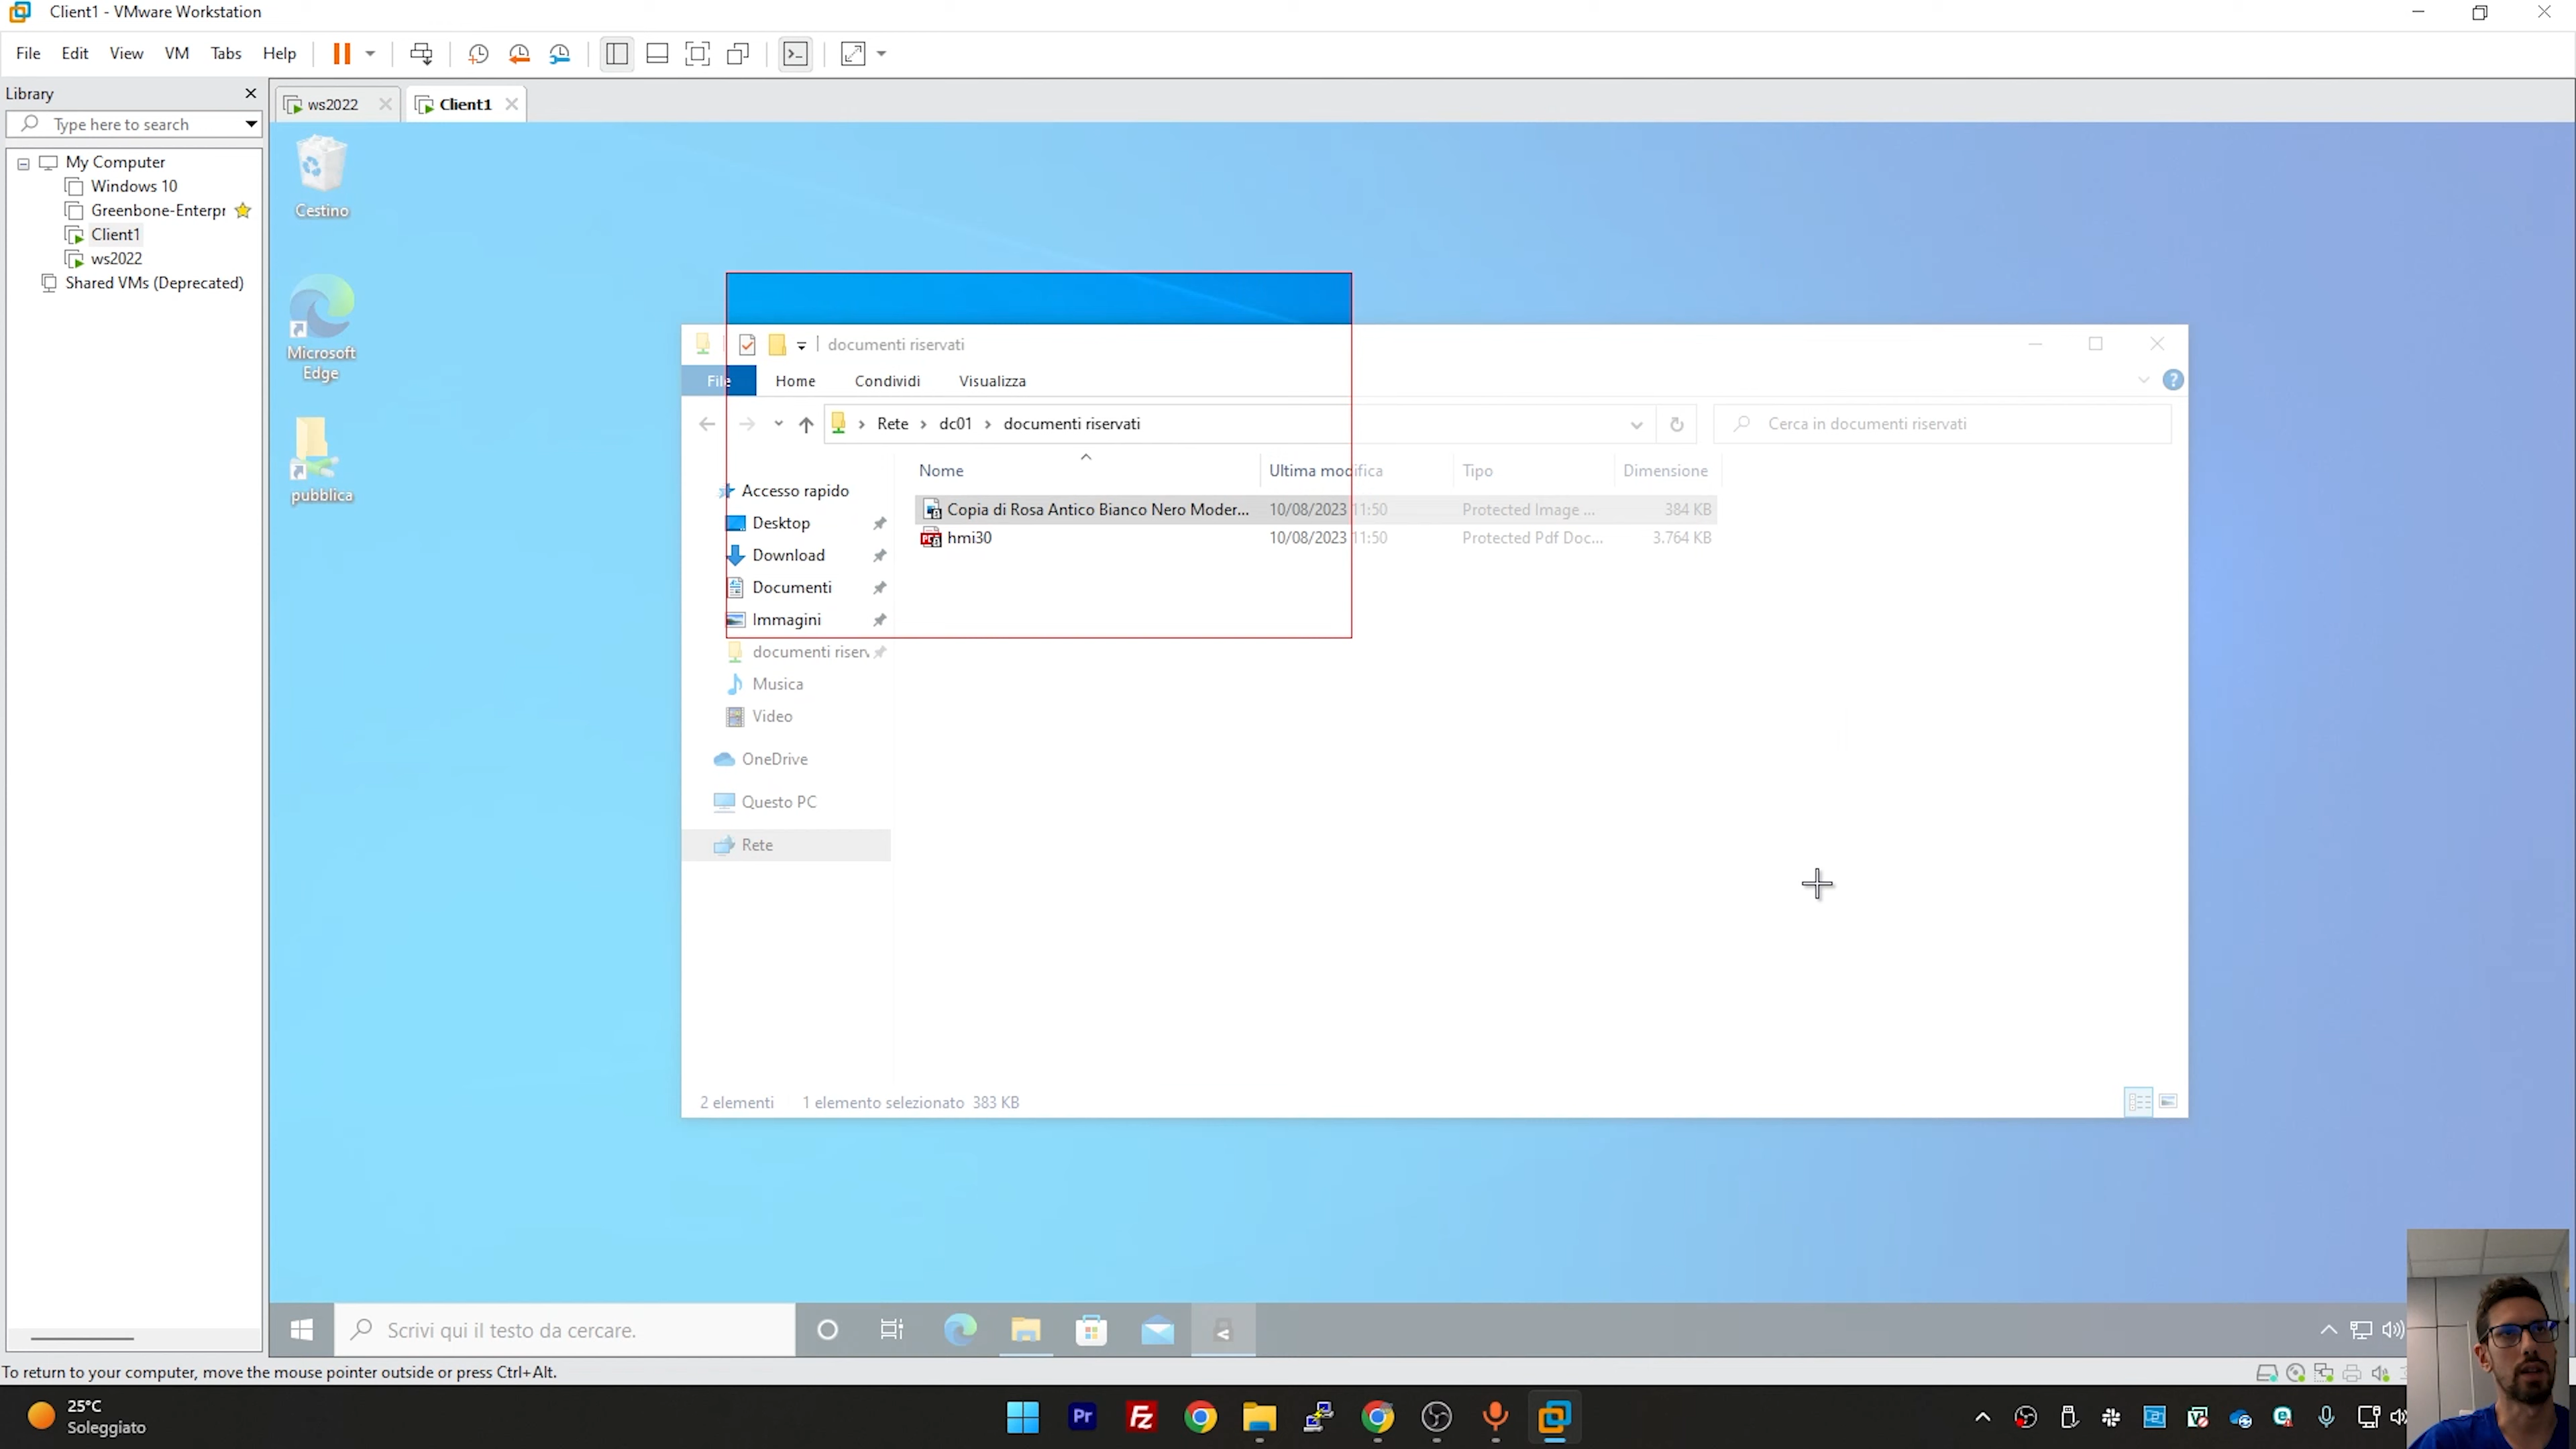 Client1 - VMware Workstation
File Edit View VM Tabs Help
Library
Type here to search
My Computer
Windows 10
Greenbone-Enterpr
Client1
ws2022
Shared VMs (Deprecated)
ws2022
Client1
Cestino
Microsoft
Edge
pubblica
documenti riservati
File Home Condividi Visualizza
Rete dc01 documenti riservati
Cerca in documenti riservati
Nome Ultima modifica Tipo Dimensione
Copia di Rosa Antico Bianco Nero Moder... 10/08/2023 11:50 Protected Image ... 384 KB
hmi30 10/08/2023 11:50 Protected Pdf Doc... 3.764 KB
Accesso rapido
Desktop
Download
Documenti
Immagini
documenti riserv
Musica
Video
OneDrive
Questo PC
Rete
2 elementi 1 elemento selezionato 383 KB
Scrivi qui il testo da cercare.
To return to your computer, move the mouse pointer outside or press Ctrl+Alt.
25°C
Soleggiato
Pr
Fz